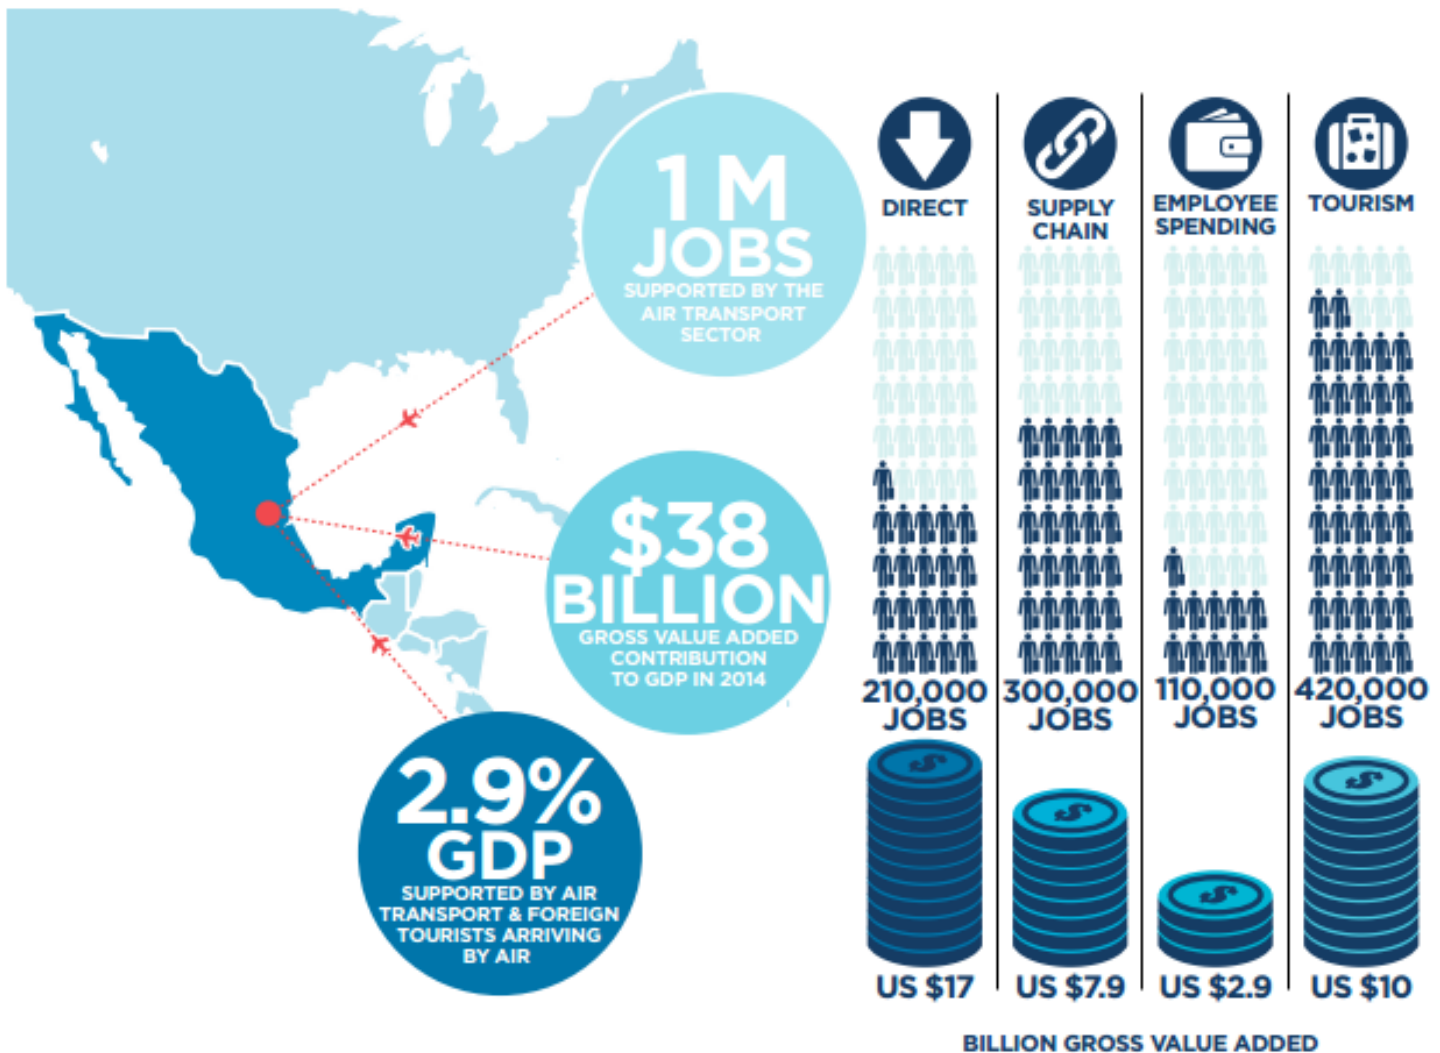 1 M
JOBS
SUPPORTED BY THE
AIR TRANSPORT
SECTOR
$38
BILLION
GROSS VALUE ADDED
CONTRIBUTION
TO GDP IN 2014
2.9%
GDP
SUPPORTED BY AIR
TRANSPORT & FOREIGN
TOURISTS ARRIVING
BY AIR
DIRECT
SUPPLY
CHAIN
EMPLOYEE
SPENDING
TOURISM
210,000
JOBS
300,000
JOBS
110,000
JOBS
420,000
JOBS
$
$
$
$
US $17
US $7.9
US $2.9
US $10
BILLION GROSS VALUE ADDED